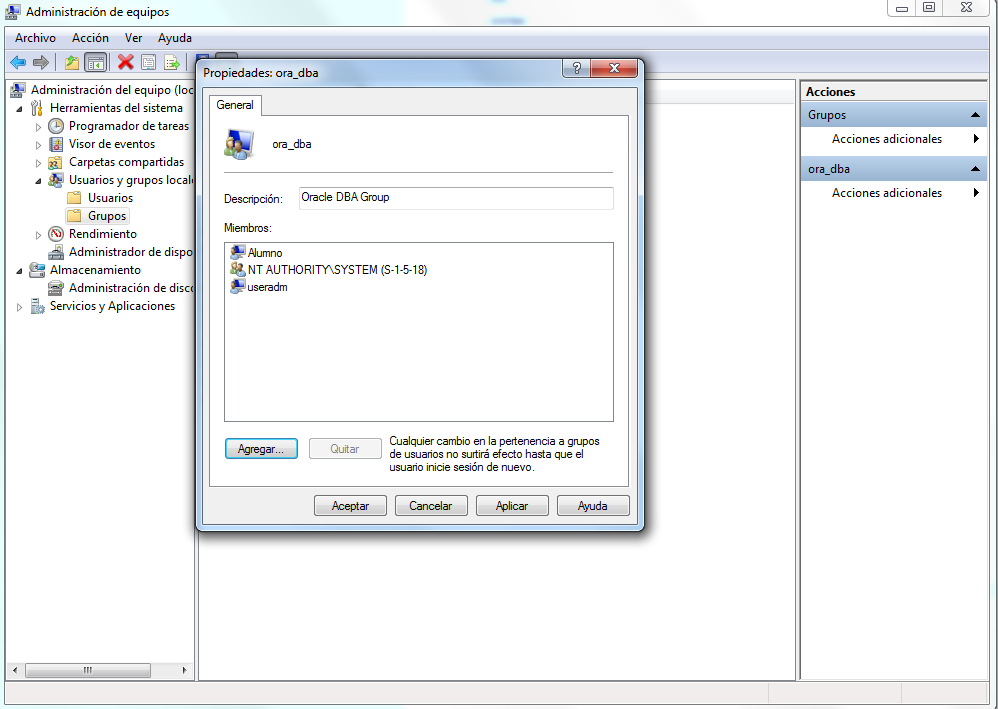 Administración de equipos
Archivo Acción Ver Ayuda
Administración del equipo (loc
Herramientas del sistema
Programador de tareas
Visor de eventos
Carpetas compartidas
Usuarios y grupos locale
Usuarios
Grupos
Rendimiento
Administrador de dispo
Almacenamiento
Administración de disco
Servicios y Aplicaciones
Propiedades: ora_dba
General
ora_dba
Descripción: Oracle DBA Group
Miembros:
Alumno
NT AUTHORITY\SYSTEM (S-1-5-18)
useradm
Agregar... Quitar
Cualquier cambio en la pertenencia a grupos
de usuarios no surtirá efecto hasta que el
usuario inicie sesión de nuevo.
Aceptar Cancelar Aplicar Ayuda
Acciones
Grupos
Acciones adicionales
ora_dba
Acciones adicionales